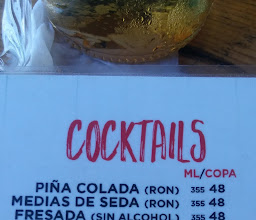 COCKTAILS
ML/COPA
PIÑA COLADA (RON) 355 48
MEDIAS DE SEDA (RON) 355 48
FRESADA (SIN ALCOHOL) 355 48